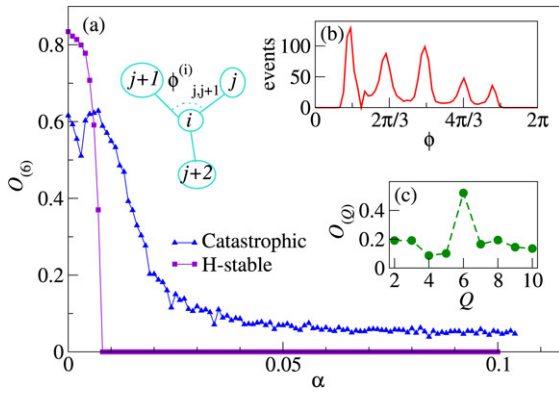 (a)
0.8
0.6
0.4
0.2
0
O(6)
0
0.05
0.1
α
j+1
ϕ(i)
j,j+1
j
i
j+2
Catastrophic
H-stable
(b)
100
50
0
events
0
2π/3
4π/3
2π
ϕ
(c)
0.4
0.2
0
O(Q)
2
4
6
8
10
Q